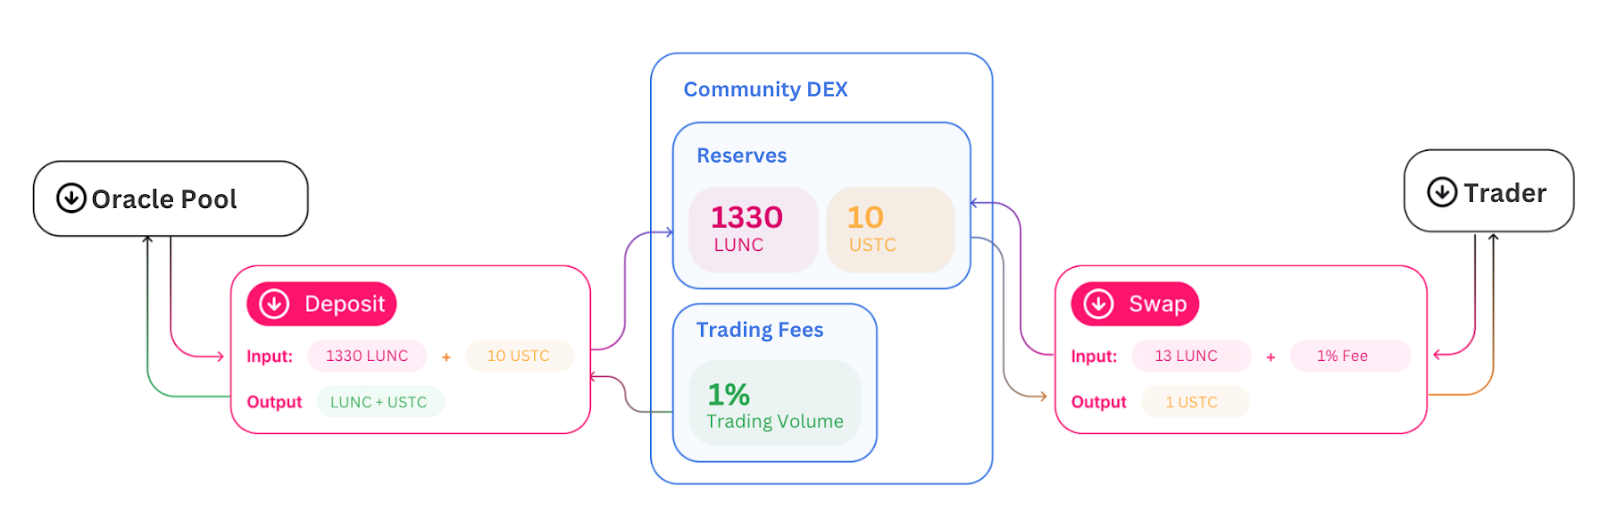 Community DEX
Reserves
1330
LUNC
10
USTC
Trading Fees
1%
Trading Volume
Oracle Pool
Deposit
Input: 1330 LUNC + 10 USTC
Output LUNC + USTC
Trader
Swap
Input: 13 LUNC + 1% Fee
Output 1 USTC